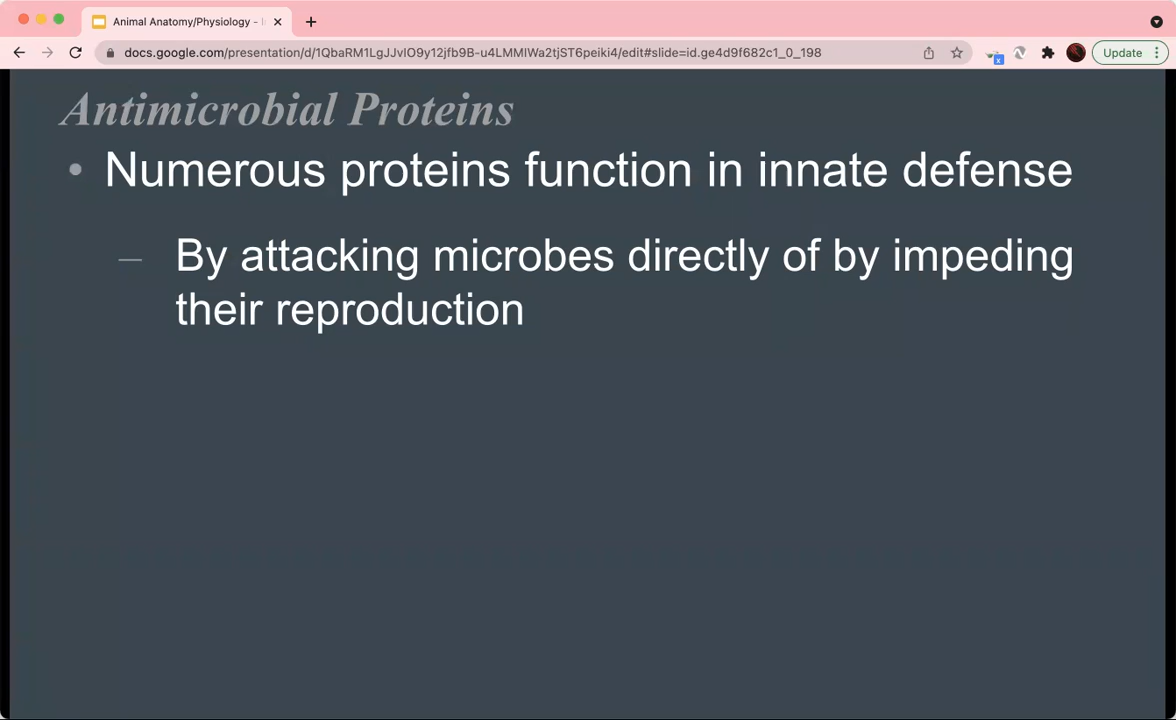 Animal Anatomy/Physiology -
docs.google.com/presentation/d/1QbaRM1LgJJvIO9y12jfb9B-u4LMMIWa2tjST6peiki4/edit#slide=id.ge4d9f682c1_0_198
Update
Antimicrobial Proteins
• Numerous proteins function in innate defense
– By attacking microbes directly of by impeding
their reproduction